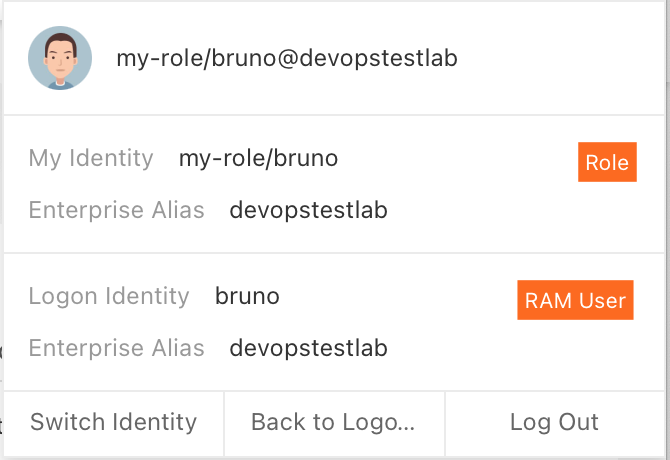 my-role/bruno@devopstestlab
My Identity my-role/bruno Role
Enterprise Alias devopstestlab
Logon Identity bruno RAM User
Enterprise Alias devopstestlab
Switch Identity Back to Logo... Log Out